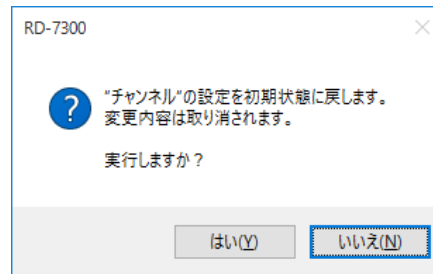 RD-7300
"チャンネル"の設定を初期状態に戻します。
変更内容は取り消されます。
実行しますか？
はい(Y)
いいえ(N)